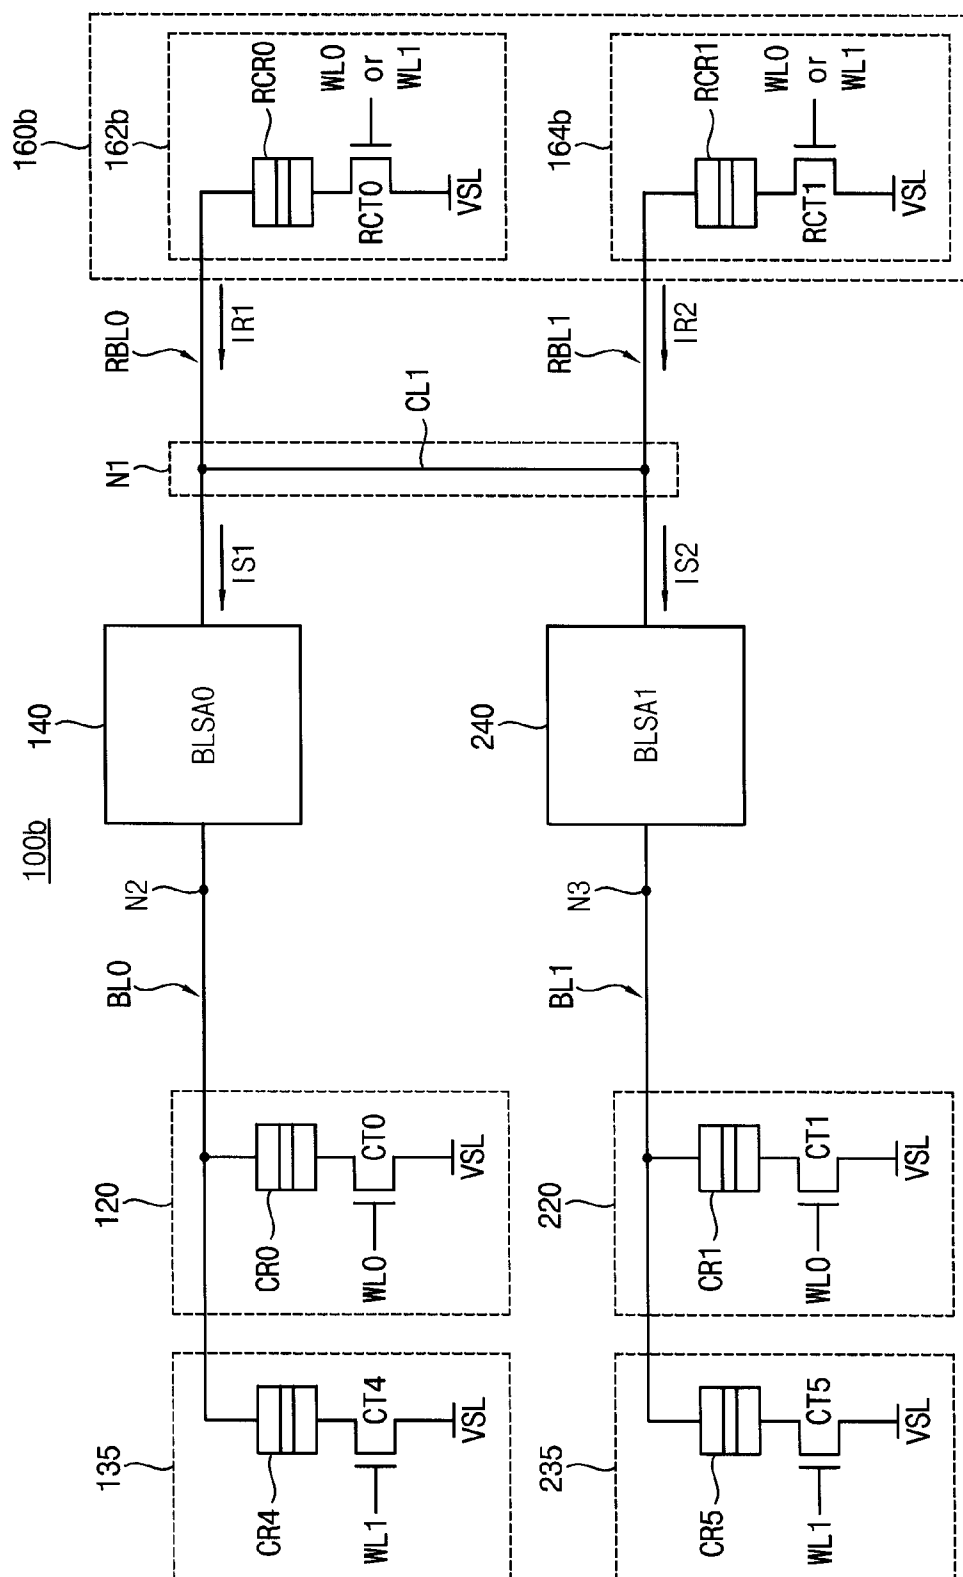 100b
135
CR4
CT4
WL1
VSL
120
CR0
CT0
WL0
VSL
BL0
N2
140
BLSA0
IS1
N1
CL1
RBL0
IR1
160b
162b
RCR0
RCT0
WL0
or
WL1
VSL
235
CR5
CT5
WL1
VSL
220
CR1
CT1
WL0
VSL
BL1
N3
240
BLSA1
IS2
RBL1
IR2
164b
RCR1
RCT1
WL0
or
WL1
VSL